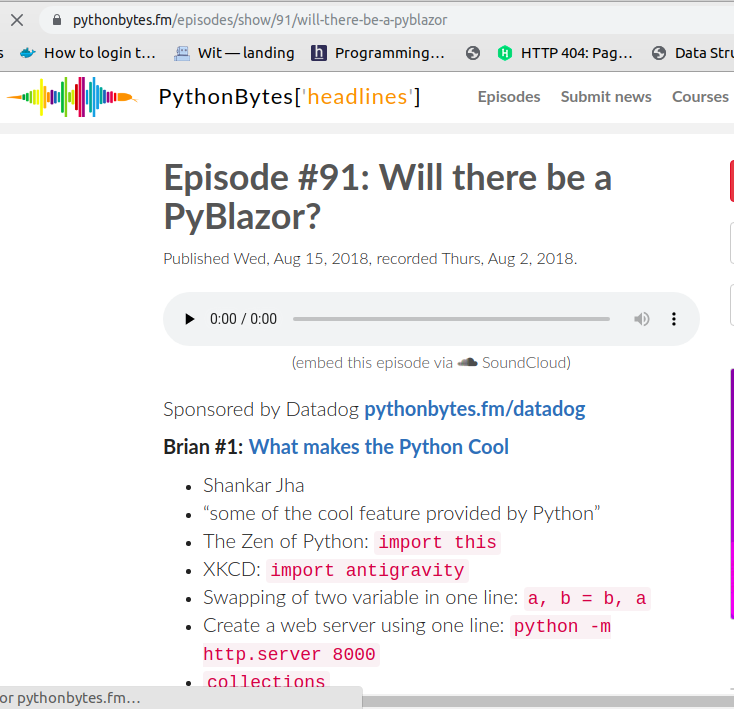 pythonbytes.fm/episodes/show/91/will-there-be-a-pyblazor
s How to login t… Wit — landing h Programming… H HTTP 404: Pag… Data Stru
PythonBytes['headlines'] Episodes Submit news Courses
Episode #91: Will there be a
PyBlazor?
Published Wed, Aug 15, 2018, recorded Thurs, Aug 2, 2018.
0:00 / 0:00
(embed this episode via SoundCloud)
Sponsored by Datadog pythonbytes.fm/datadog
Brian #1: What makes the Python Cool
• Shankar Jha
• “some of the cool feature provided by Python”
• The Zen of Python: import this
• XKCD: import antigravity
• Swapping of two variable in one line: a, b = b, a
• Create a web server using one line: python -m
http.server 8000
• collections
or pythonbytes.fm…